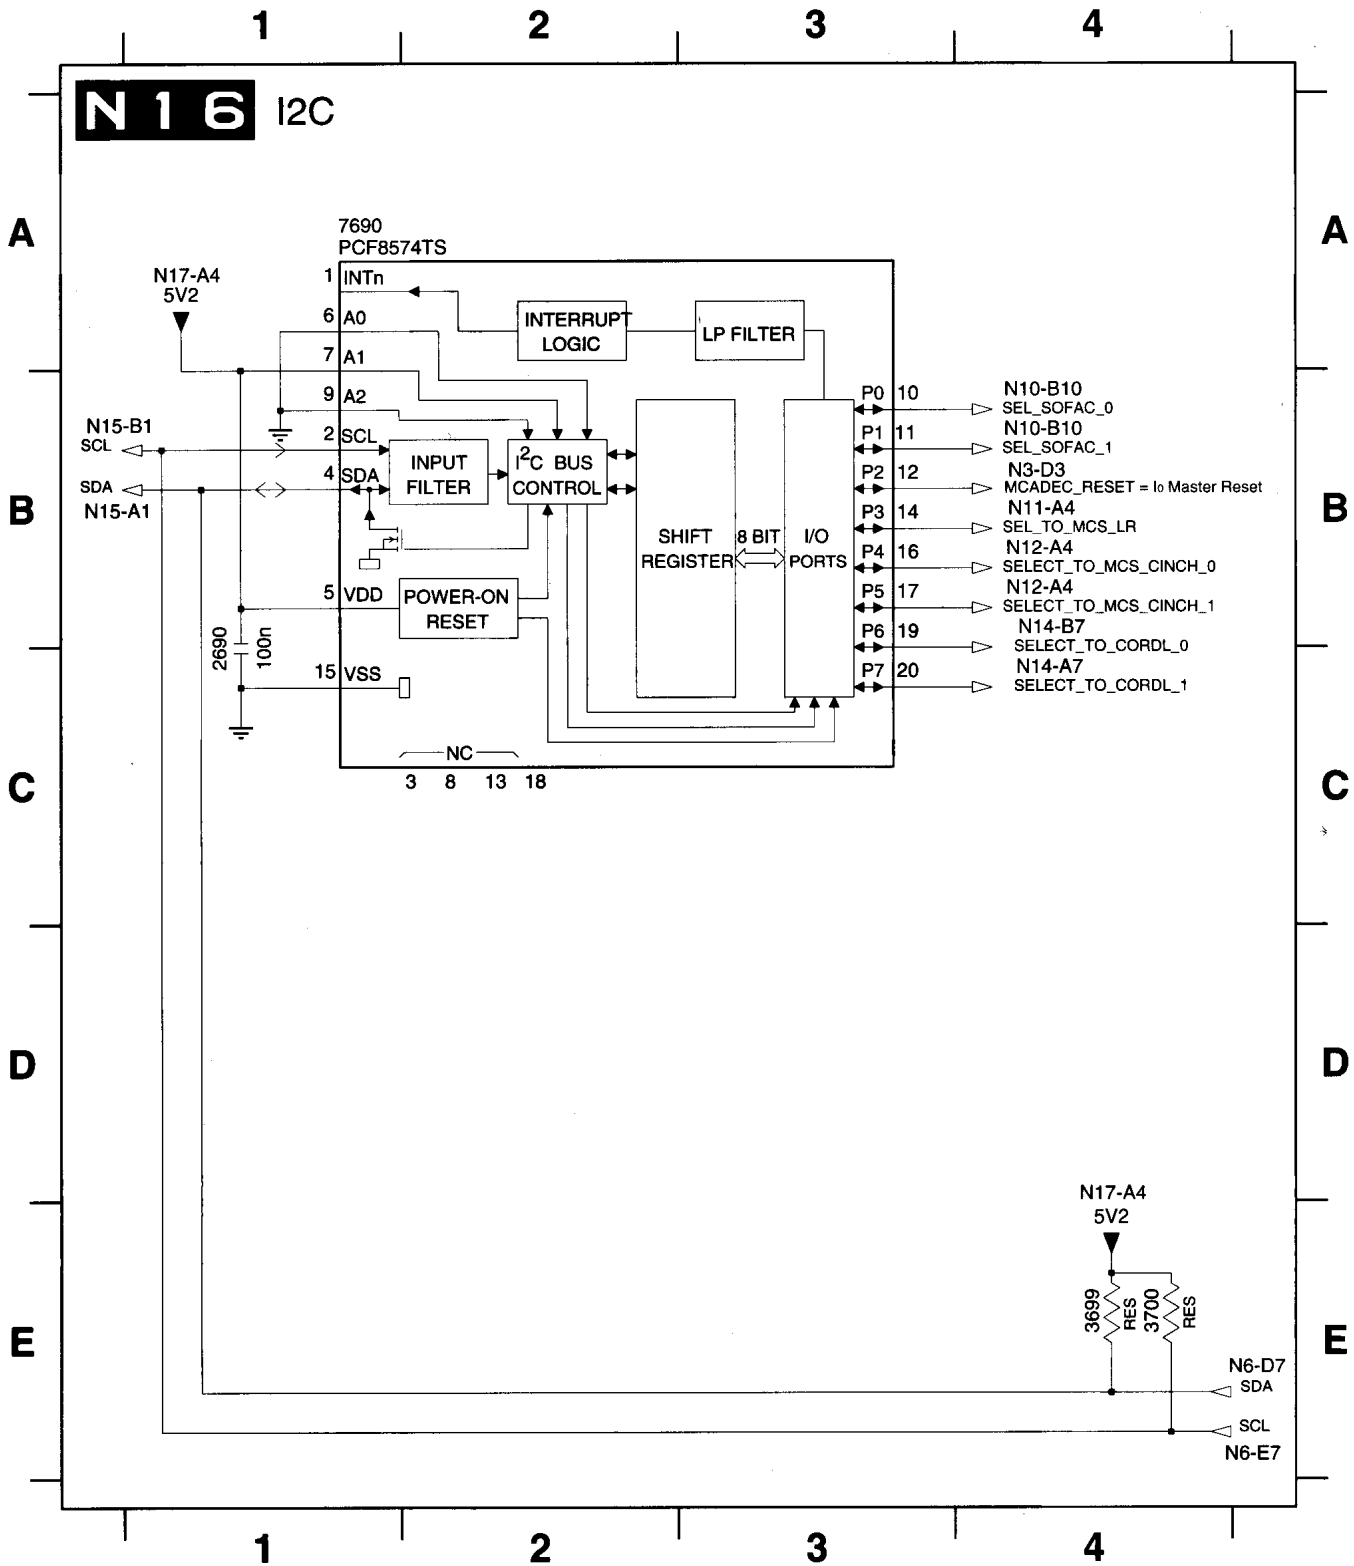 1 2 3 4
N16 I2C
A A
7690
PCF8574TS
N17-A4
5V2
1 INTn
6 A0
7 A1
9 A2
2 SCL
4 SDA
5 VDD
15 VSS
INTERRUPT
LOGIC
LP FILTER
N15-B1
SCL
SDA
N15-A1
INPUT
FILTER
I2C BUS
CONTROL
POWER-ON
RESET
SHIFT
REGISTER
8 BIT
I/O
PORTS
P0 10
N10-B10
SEL_SOFAC_0
P1 11
N10-B10
SEL_SOFAC_1
P2 12
N3-D3
MCADEC_RESET = I0 Master Reset
P3 14
N11-A4
SEL_TO_MCS_LR
P4 16
N12-A4
SELECT_TO_MCS_CINCH_0
P5 17
N12-A4
SELECT_TO_MCS_CINCH_1
P6 19
N14-B7
SELECT_TO_CORDL_0
P7 20
N14-A7
SELECT_TO_CORDL_1
B B
2690
100n
NC
3 8 13 18
C C
D D
N17-A4
5V2
3699
RES
3700
RES
E E
N6-D7
SDA
SCL
N6-E7
1 2 3 4